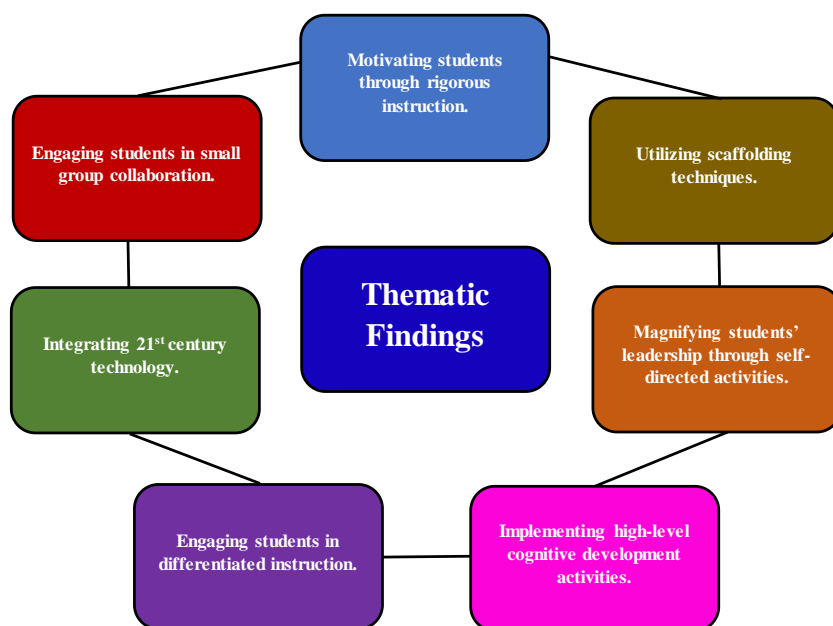 Motivating students
through rigorous
instruction.
Engaging students in small
group collaboration.
Utilizing scaffolding
techniques.
Thematic
Findings
Integrating 21st century
technology.
Magnifying students’
leadership through self-
directed activities.
Engaging students in
differentiated instruction.
Implementing high-level
cognitive development
activities.